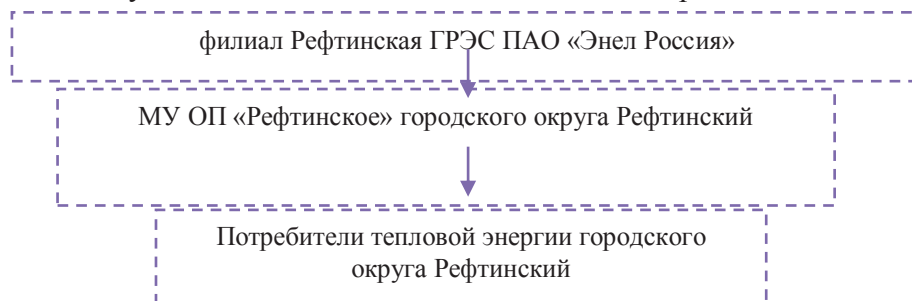 филиал Рефтинская ГРЭС ПАО «Энел Россия»
МУ ОП «Рефтинское» городского округа Рефтинский
Потребители тепловой энергии городского
округа Рефтинский